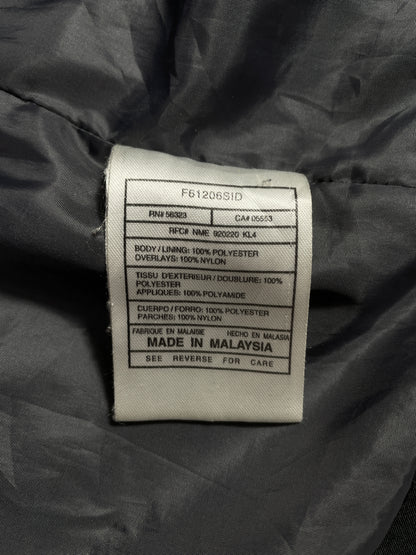 F61206SID
RN# 56323 CA# 05553
RFC# NME 920220 KL4
BODY / LINING: 100% POLYESTER
OVERLAYS: 100% NYLON
TISSU D'EXTERIEUR / DOUBLURE: 100%
POLYESTER
APPLIQUES: 100% POLYAMIDE
CUERPO / FORRO: 100% POLYESTER
PARCHES: 100% NYLON
FABRIQUE EN MALAISIE HECHO EN MALASIA
MADE IN MALAYSIA
SEE REVERSE FOR CARE